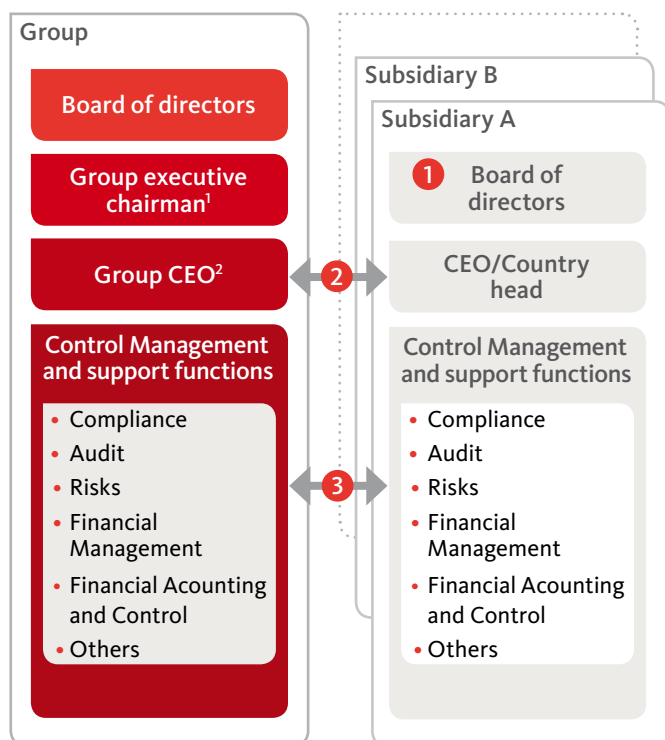 Group
Board of directors
Group executive
chairman¹
Group CEO²
Control Management
and support functions
• Compliance
• Audit
• Risks
• Financial
Management
• Financial Acounting
and Control
• Others
2
3
Subsidiary B
Subsidiary A
1 Board of
directors
CEO/Country
head
Control Management
and support functions
• Compliance
• Audit
• Risks
• Financial
Management
• Financial Acounting
and Control
• Others